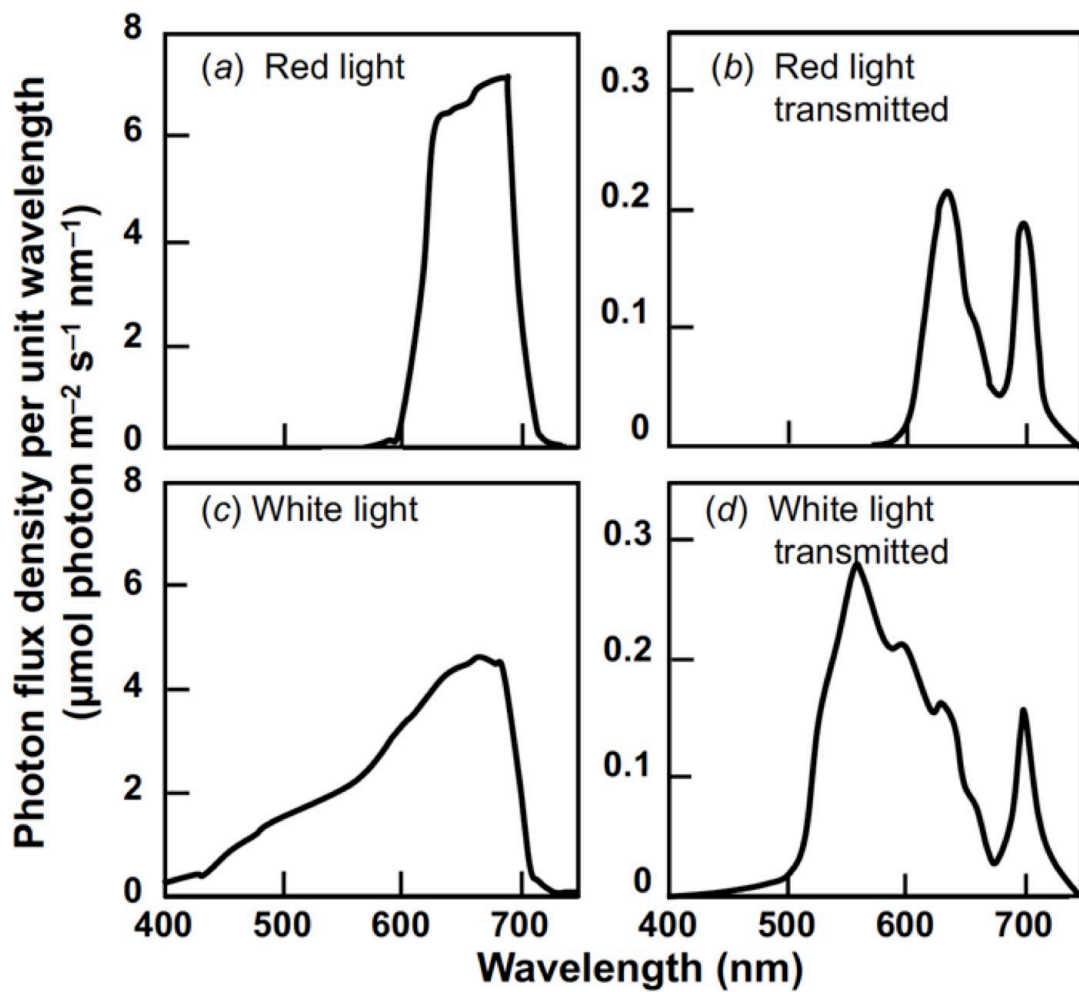 Photon flux density per unit wavelength
(µmol photon m⁻² s⁻¹ nm⁻¹)
(a) Red light
8
6
4
2
0
(b) Red light
transmitted
0.3
0.2
0.1
0
(c) White light
8
6
4
2
0
400 500 600 700
(d) White light
transmitted
0.3
0.2
0.1
0
400 500 600 700
Wavelength (nm)